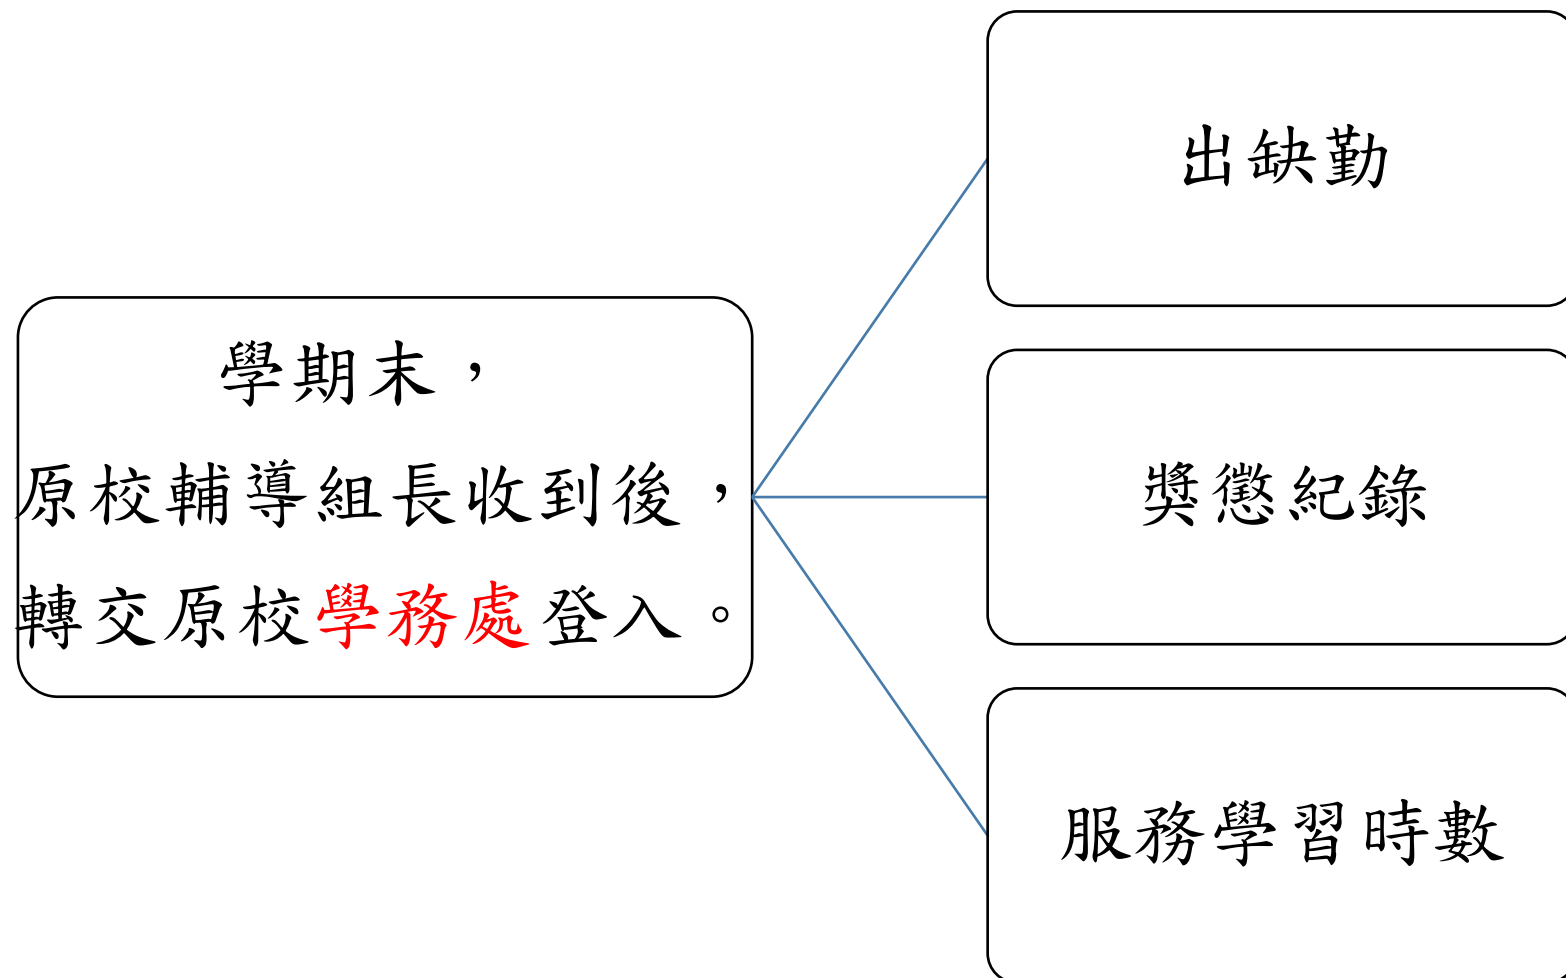 學期末，
原校輔導組長收到後，
轉交原校學務處登入。
出缺勤
獎懲紀錄
服務學習時數